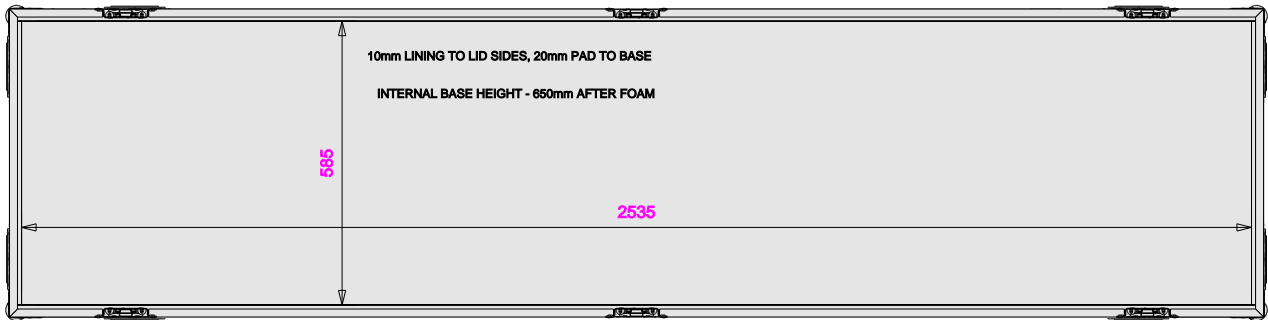 10mm LINING TO LID SIDES, 20mm PAD TO BASE
INTERNAL BASE HEIGHT - 650mm AFTER FOAM
585
2535